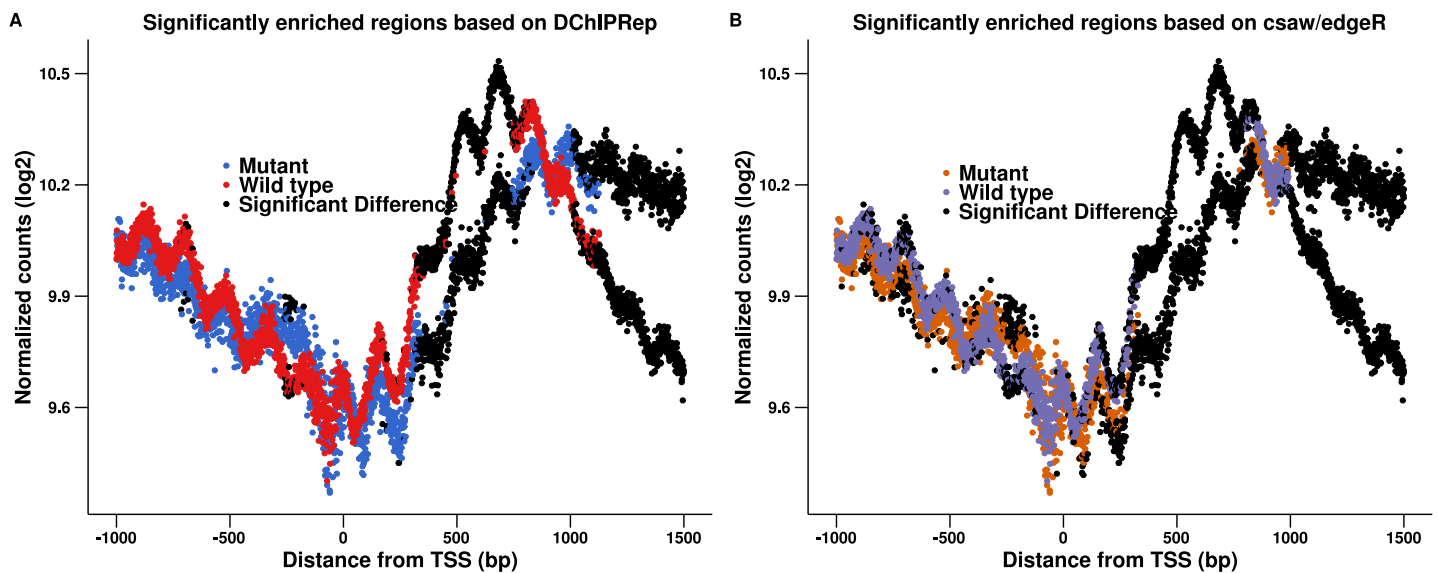 A
Significantly enriched regions based on DChIPRep
10.5
10.2
9.9
9.6
Normalized counts (log2)
Mutant
Wild type
Significant Difference
-1000
-500
0
500
1000
1500
Distance from TSS (bp)
B
Significantly enriched regions based on csaw/edgeR
10.5
10.2
9.9
9.6
Normalized counts (log2)
Mutant
Wild type
Significant Difference
-1000
-500
0
500
1000
1500
Distance from TSS (bp)